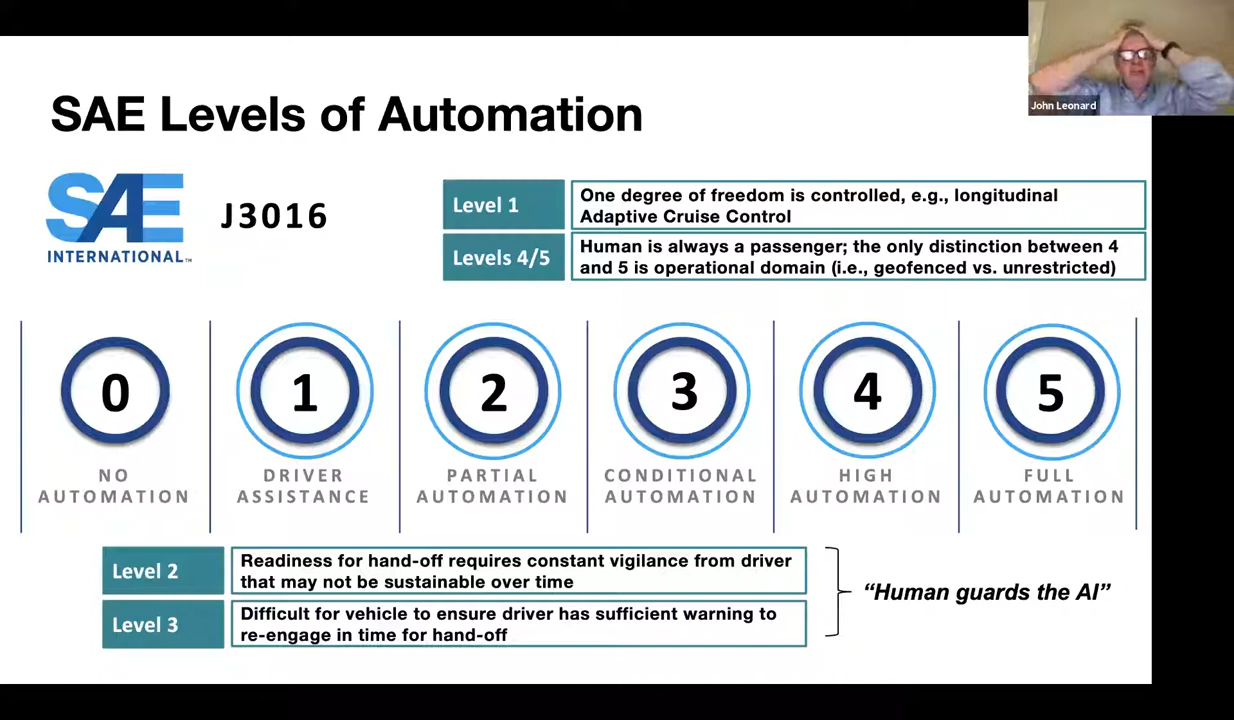 John Leonard
SAE Levels of Automation
SAE
INTERNATIONAL™
J3016
Level 1
One degree of freedom is controlled, e.g., longitudinal
Adaptive Cruise Control
Levels 4/5
Human is always a passenger; the only distinction between 4
and 5 is operational domain (i.e., geofenced vs. unrestricted)
0
NO
AUTOMATION
1
DRIVER
ASSISTANCE
2
PARTIAL
AUTOMATION
3
CONDITIONAL
AUTOMATION
4
HIGH
AUTOMATION
5
FULL
AUTOMATION
Level 2
Readiness for hand-off requires constant vigilance from driver
that may not be sustainable over time
Level 3
Difficult for vehicle to ensure driver has sufficient warning to
re-engage in time for hand-off
“Human guards the AI”